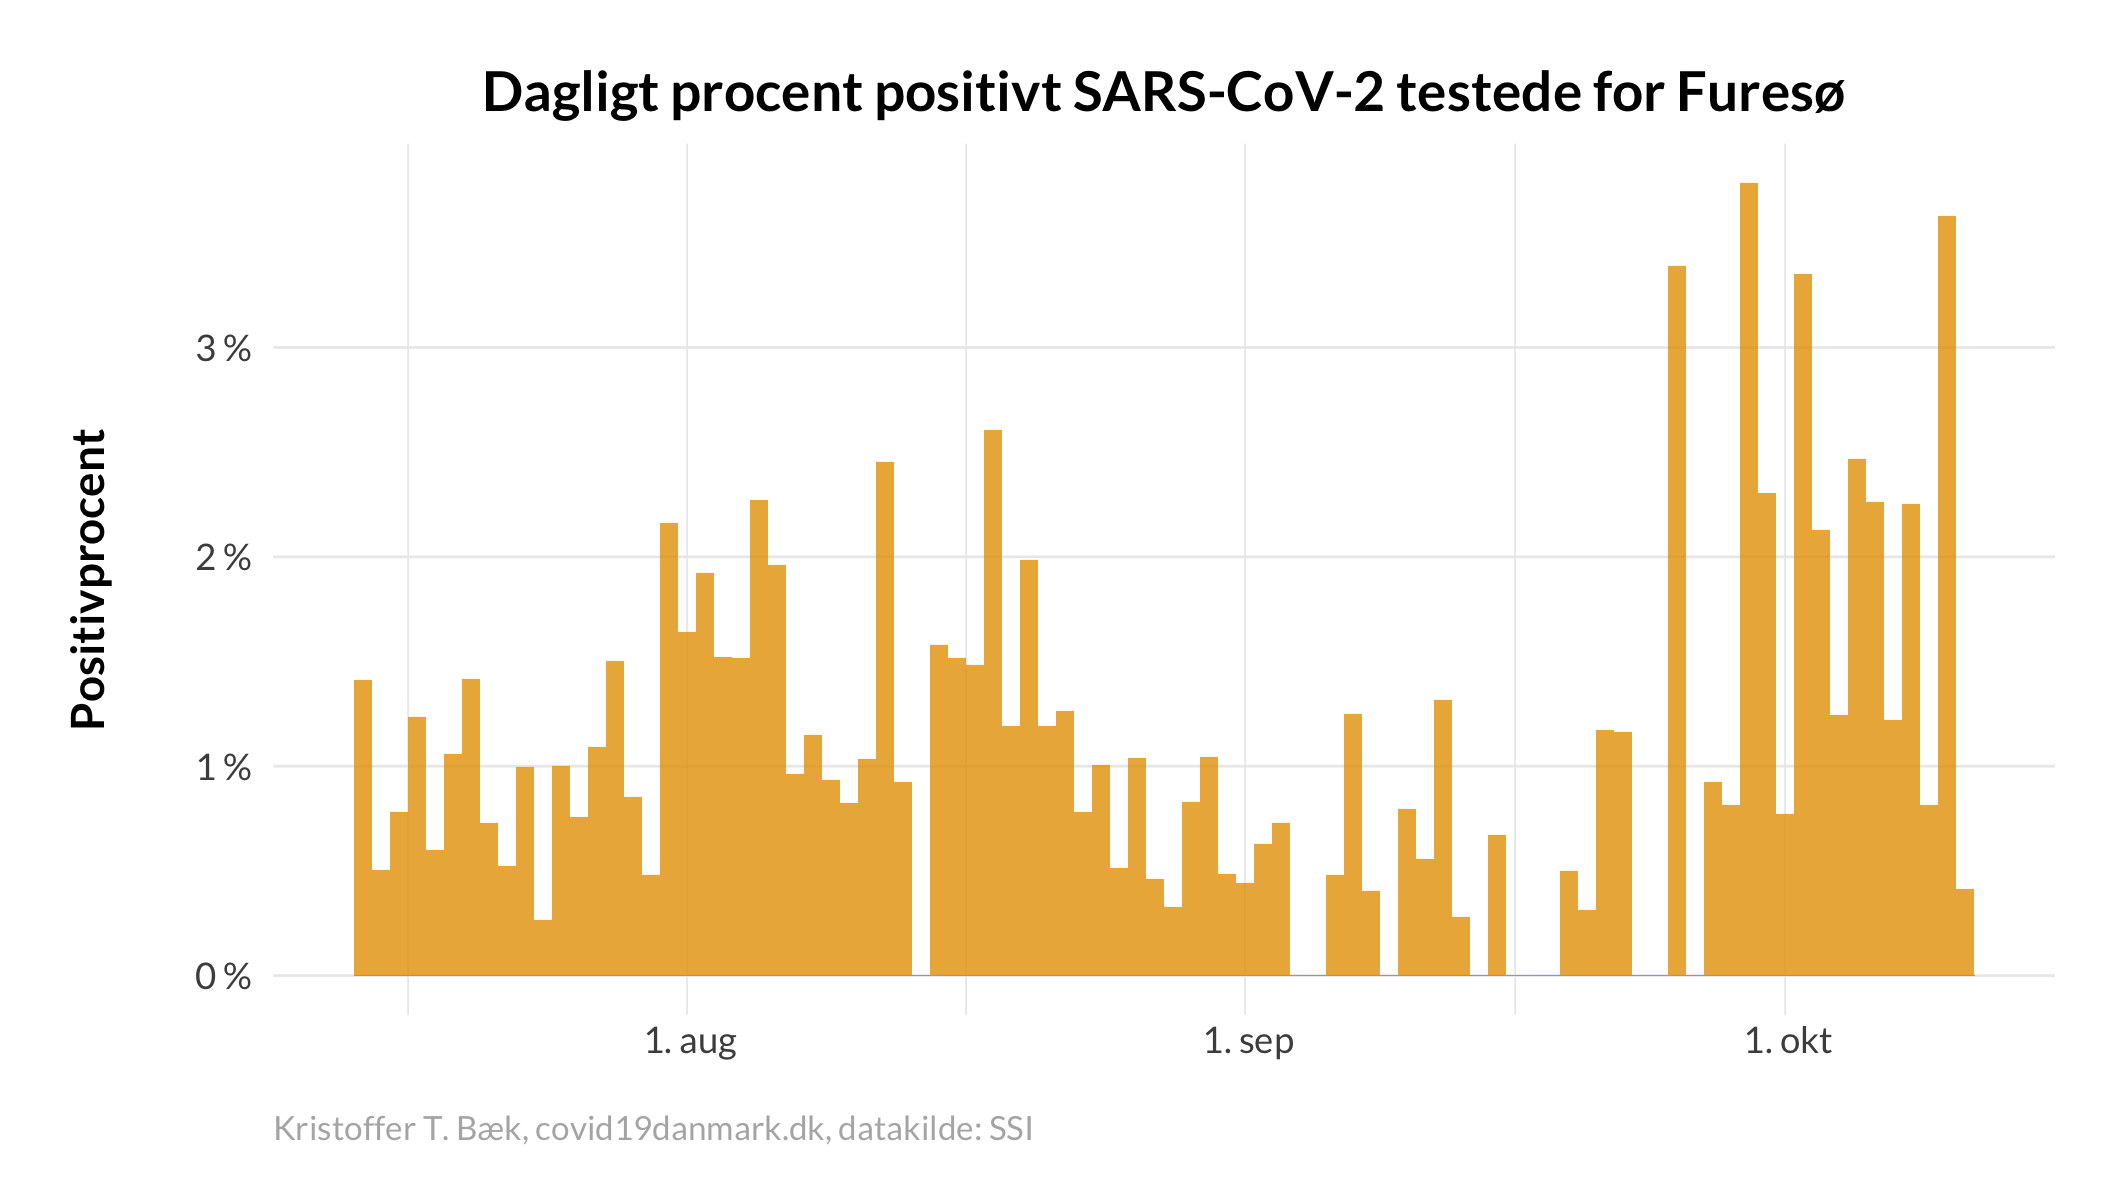 Dagligt procent positivt SARS-CoV-2 testede for Furesø
Positivprocent
3 %
2 %
1 %
0 %
1. aug
1. sep
1. okt
Kristoffer T. Bæk, covid19danmark.dk, datakilde: SSI